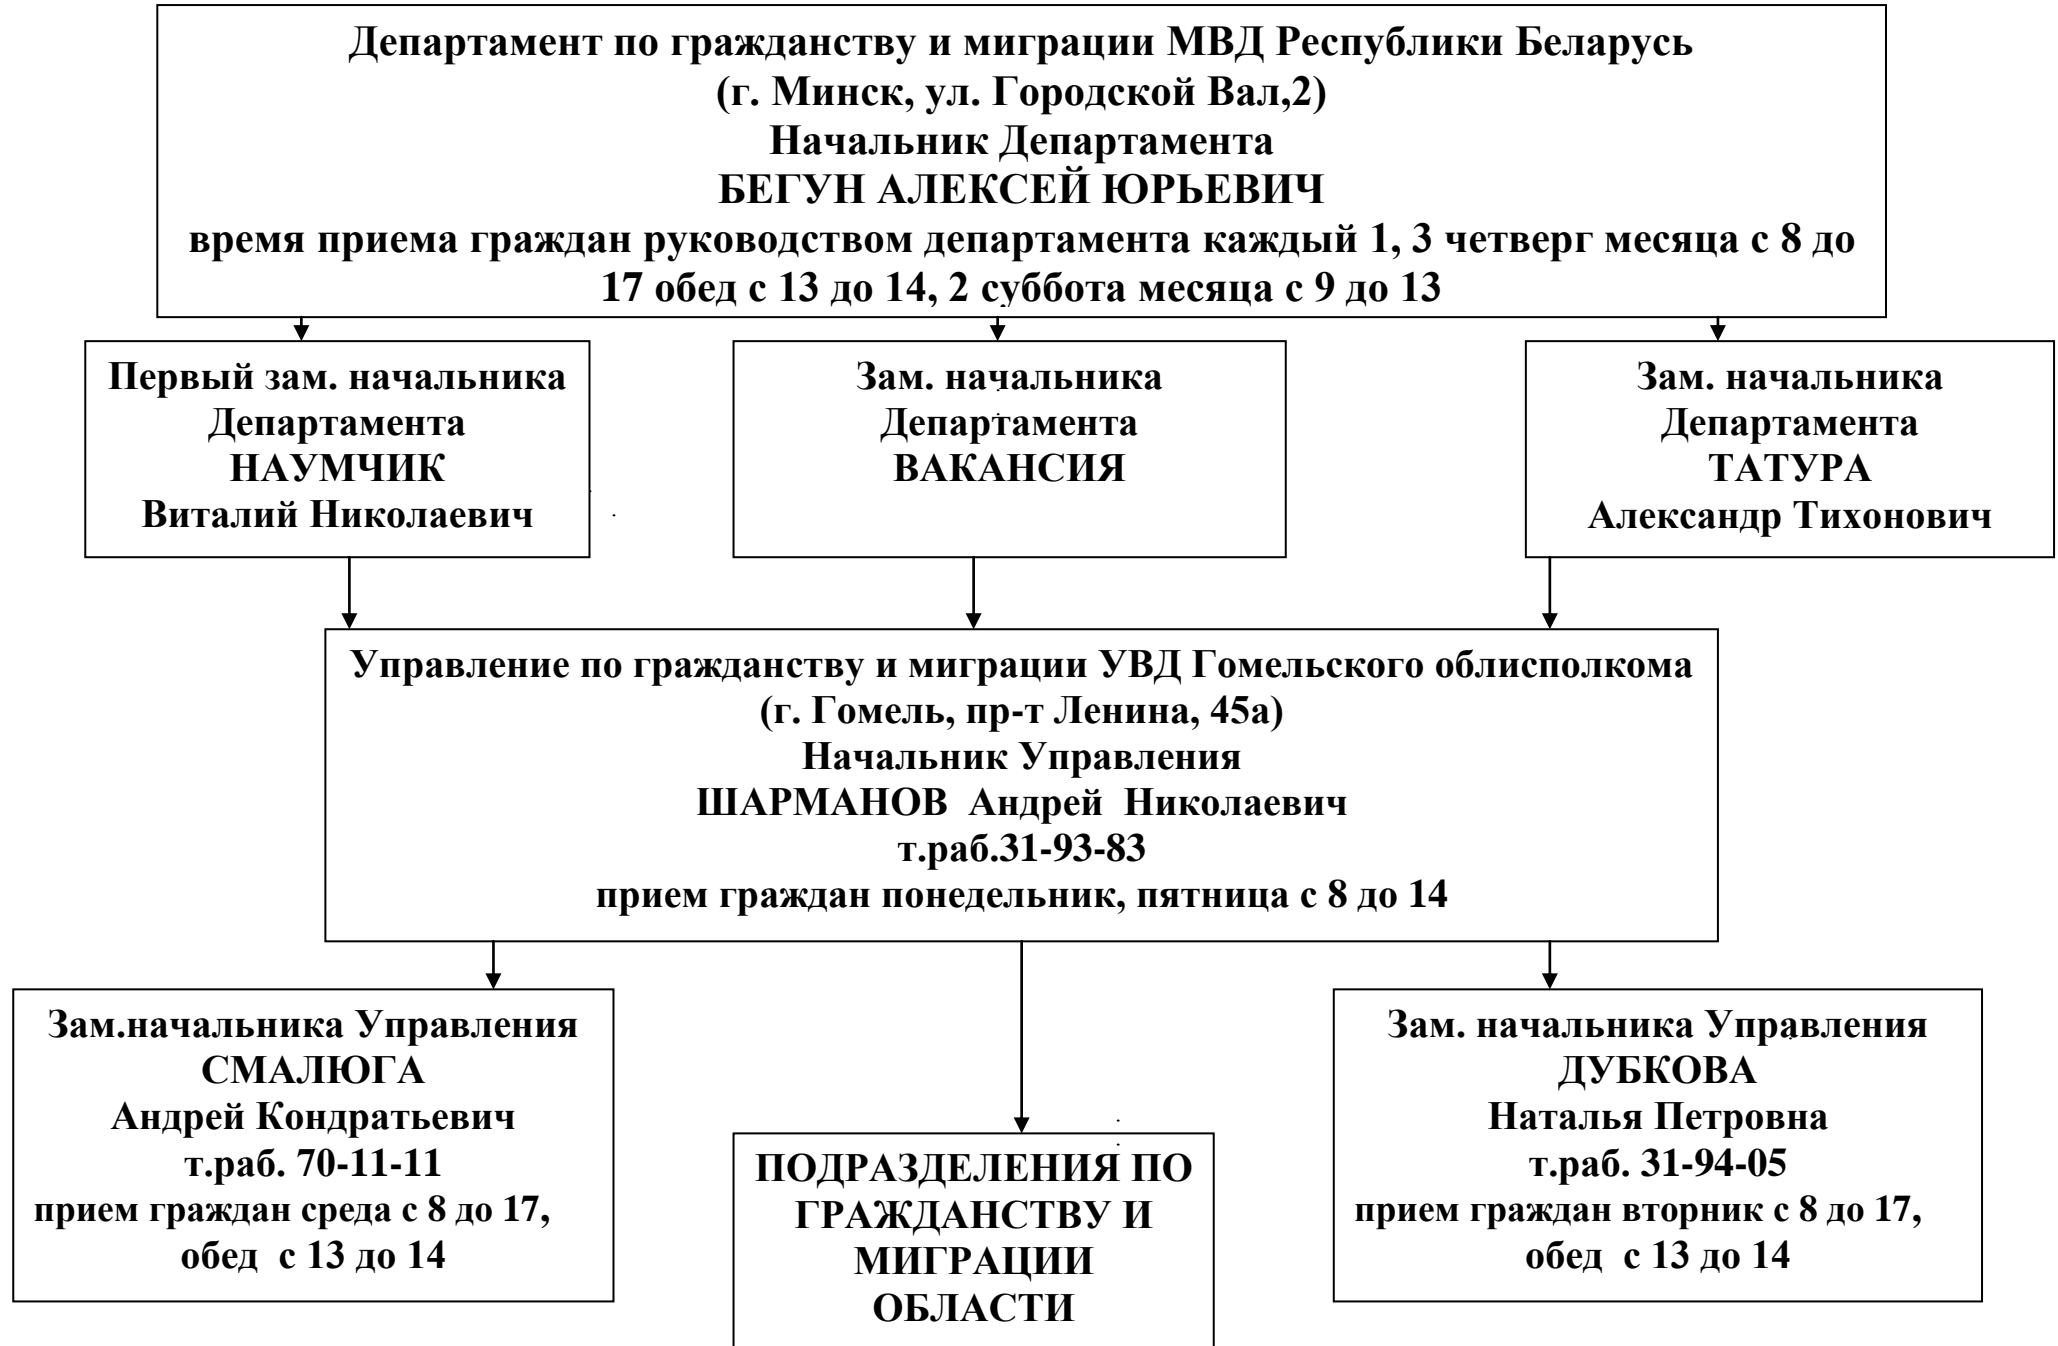 Департамент по гражданству и миграции МВД Республики Беларусь
(г. Минск, ул. Городской Вал,2)
Начальник Департамента
БЕГУН АЛЕКСЕЙ ЮРЬЕВИЧ
время приема граждан руководством департамента каждый 1, 3 четверг месяца с 8 до
17 обед с 13 до 14, 2 суббота месяца с 9 до 13
Первый зам. начальника
Департамента
НАУМЧИК
Виталий Николаевич
Зам. начальника
Департамента
ВАКАНСИЯ
Зам. начальника
Департамента
ТАТУРА
Александр Тихонович
Управление по гражданству и миграции УВД Гомельского облисполкома
(г. Гомель, пр-т Ленина, 45а)
Начальник Управления
ШАРМАНОВ  Андрей  Николаевич
т.раб.31-93-83
прием граждан понедельник, пятница с 8 до 14
Зам.начальника Управления
СМАЛЮГА
Андрей Кондратьевич
т.раб. 70-11-11
прием граждан среда с 8 до 17,
обед  с 13 до 14
ПОДРАЗДЕЛЕНИЯ ПО
ГРАЖДАНСТВУ И
МИГРАЦИИ
ОБЛАСТИ
Зам. начальника Управления
ДУБКОВА
Наталья Петровна
т.раб. 31-94-05
прием граждан вторник с 8 до 17,
обед  с 13 до 14